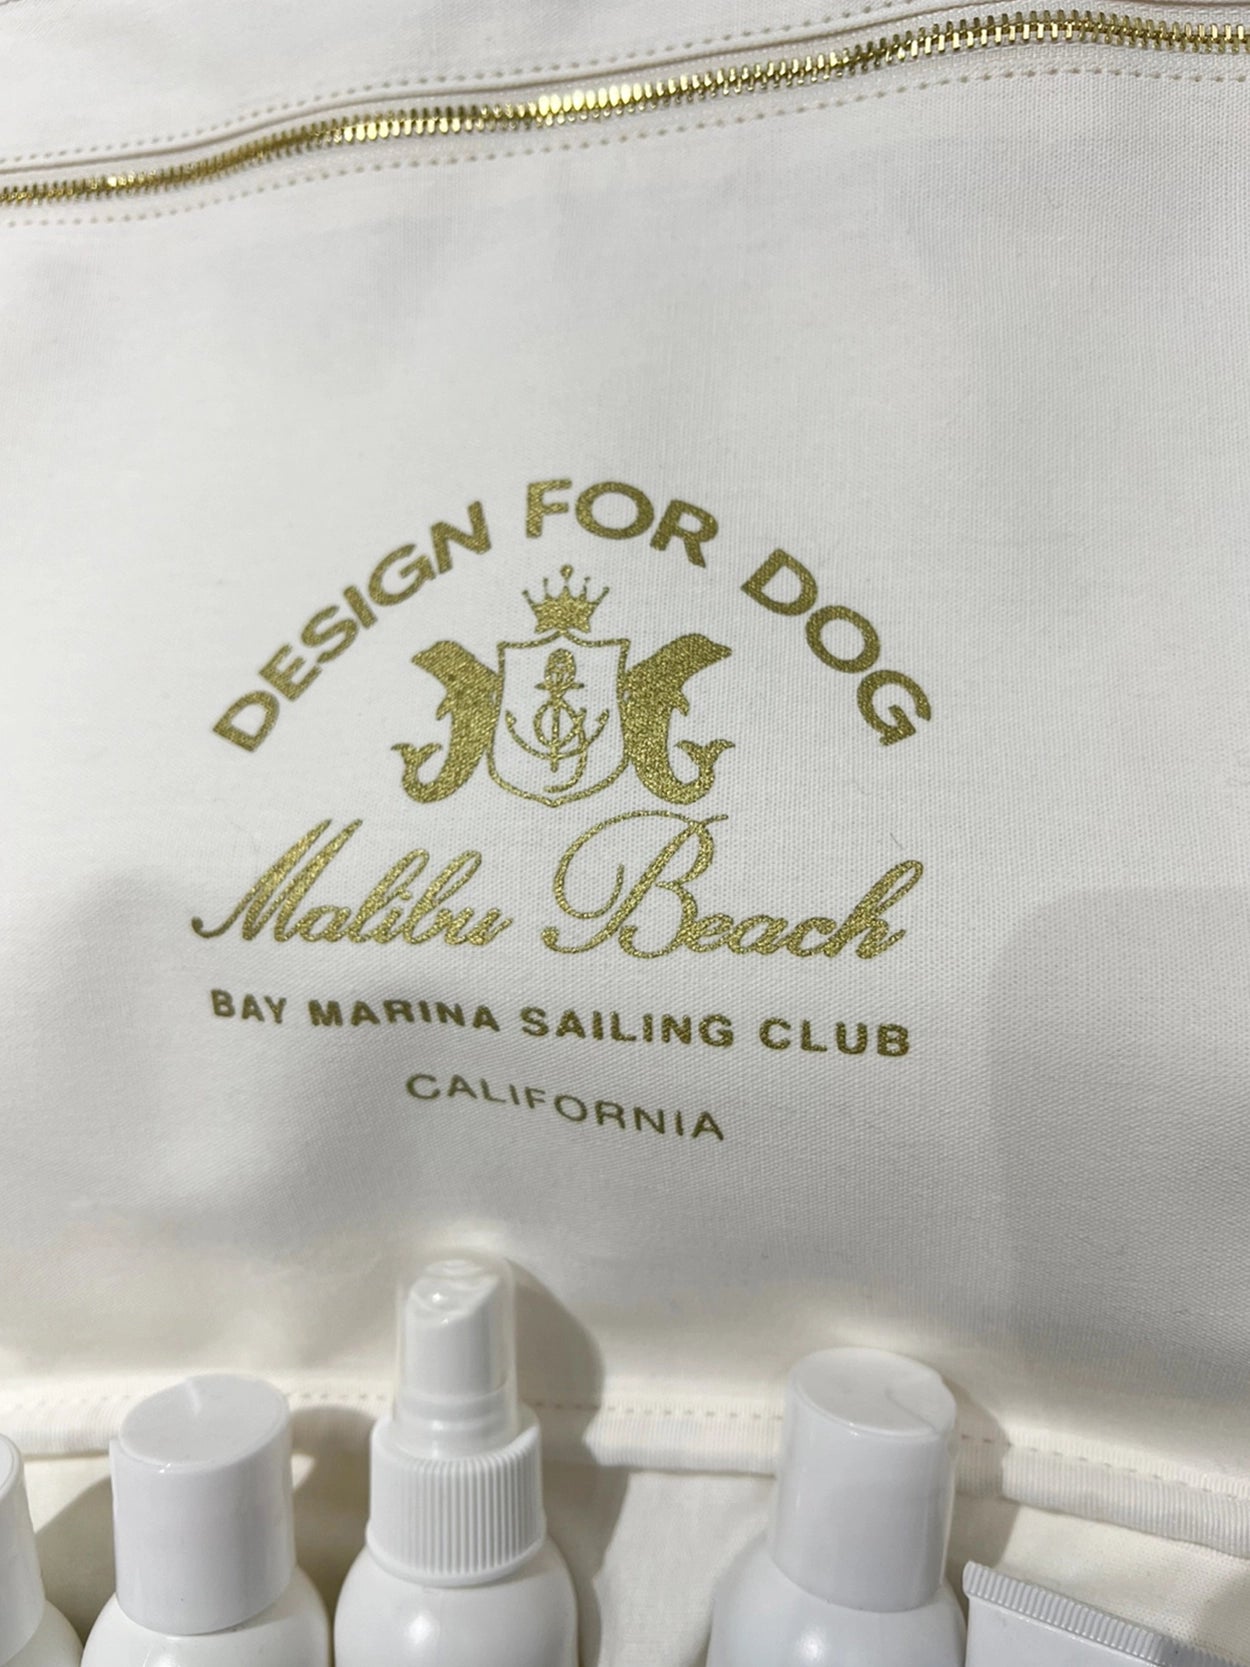 DESIGN FOR DOG
Malibu Beach
BAY MARINA SAILING CLUB
CALIFORNIA